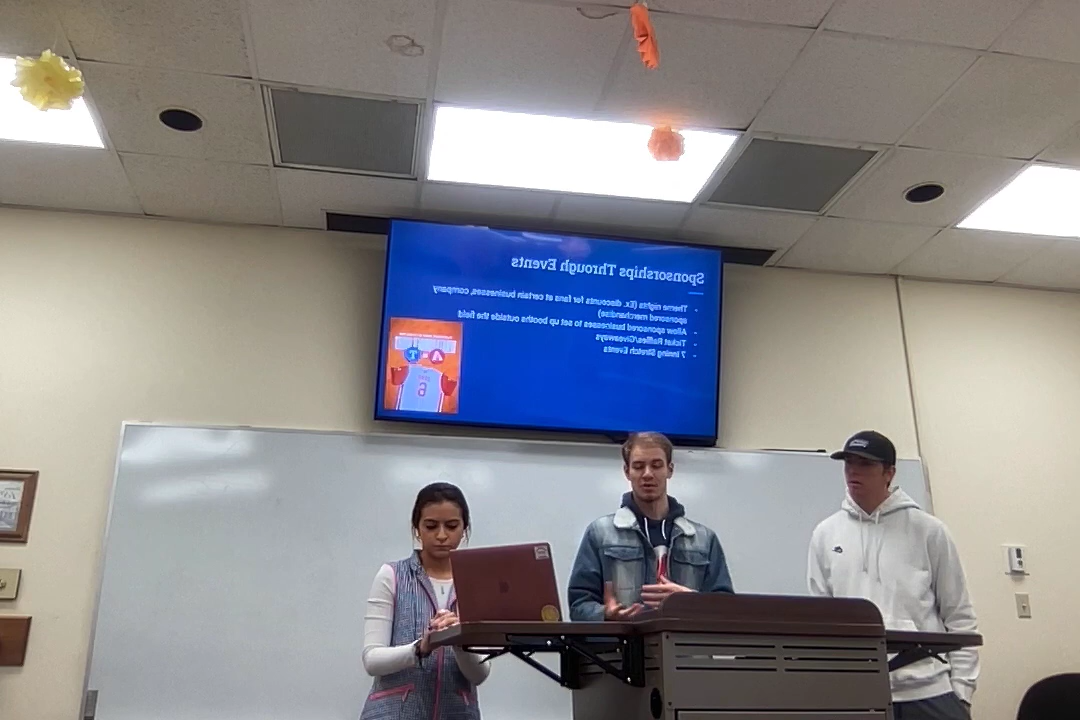 Sponsorships Through Events
- Theme nights (Ex. discounts for fans at certain businesses, company
sponsored merchandise)
- Allow sponsored businesses to set up booths outside the field
- Ticket Raffles/Giveaways
- 7 Inning Stretch Events